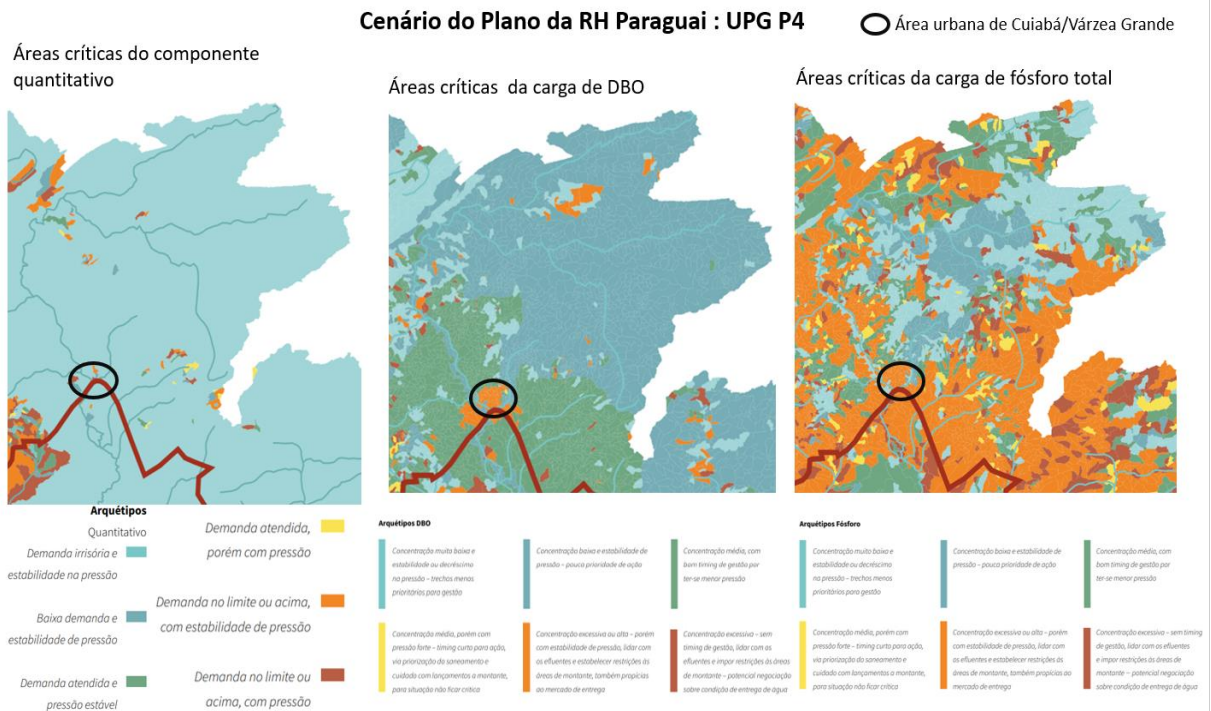 Cenário do Plano da RH Paraguai : UPG P4
Área urbana de Cuiabá/Várzea Grande
Áreas críticas do componente
quantitativo
Áreas críticas da carga de DBO
Áreas críticas da carga de fósforo total
Arquétipos
Quantitativo
Demanda irrisória e
estabilidade na pressão
Baixa demanda e
estabilidade de pressão
Demanda atendida e
pressão estável
Demanda atendida,
porém com pressão
Demanda no limite ou acima,
com estabilidade de pressão
Demanda no limite ou
acima, com pressão
Arquétipos DBO
Concentração muito baixa e
estabilidade ou decréscimo
na pressão – trechos menos
prioritários para gestão
Concentração baixa e estabilidade de
pressão – pouca prioridade de ação
Concentração média, com
bom timing de gestão por
ter-se menor pressão
Concentração média, porém com
pressão forte – timing curto para ação,
via priorização do saneamento e
cuidado com lançamentos a montante,
para situação não ficar crítica
Concentração excessiva ou alta – porém
com estabilidade de pressão, lidar com
os efluentes e estabelecer restrições às
áreas de montante, também propícias ao
mercado de entrega
Concentração excessiva – sem
timing de gestão, lidar com os
efluentes e impor restrições às áreas
de montante – potencial negociação
sobre condição de entrega de água
Arquétipos Fósforo
Concentração muito baixa e
estabilidade ou decréscimo
na pressão – trechos menos
prioritários para gestão
Concentração baixa e estabilidade de
pressão – pouca prioridade de ação
Concentração média, com
bom timing de gestão por
ter-se menor pressão
Concentração média, porém com
pressão forte – timing curto para ação,
via priorização do saneamento e
cuidado com lançamentos a montante,
para situação não ficar crítica
Concentração excessiva ou alta – porém
com estabilidade de pressão, lidar com
os efluentes e estabelecer restrições às
áreas de montante, também propícias ao
mercado de entrega
Concentração excessiva – sem timing
de gestão, lidar com os efluentes
e impor restrições às áreas de
montante – potencial negociação
sobre condição de entrega de água